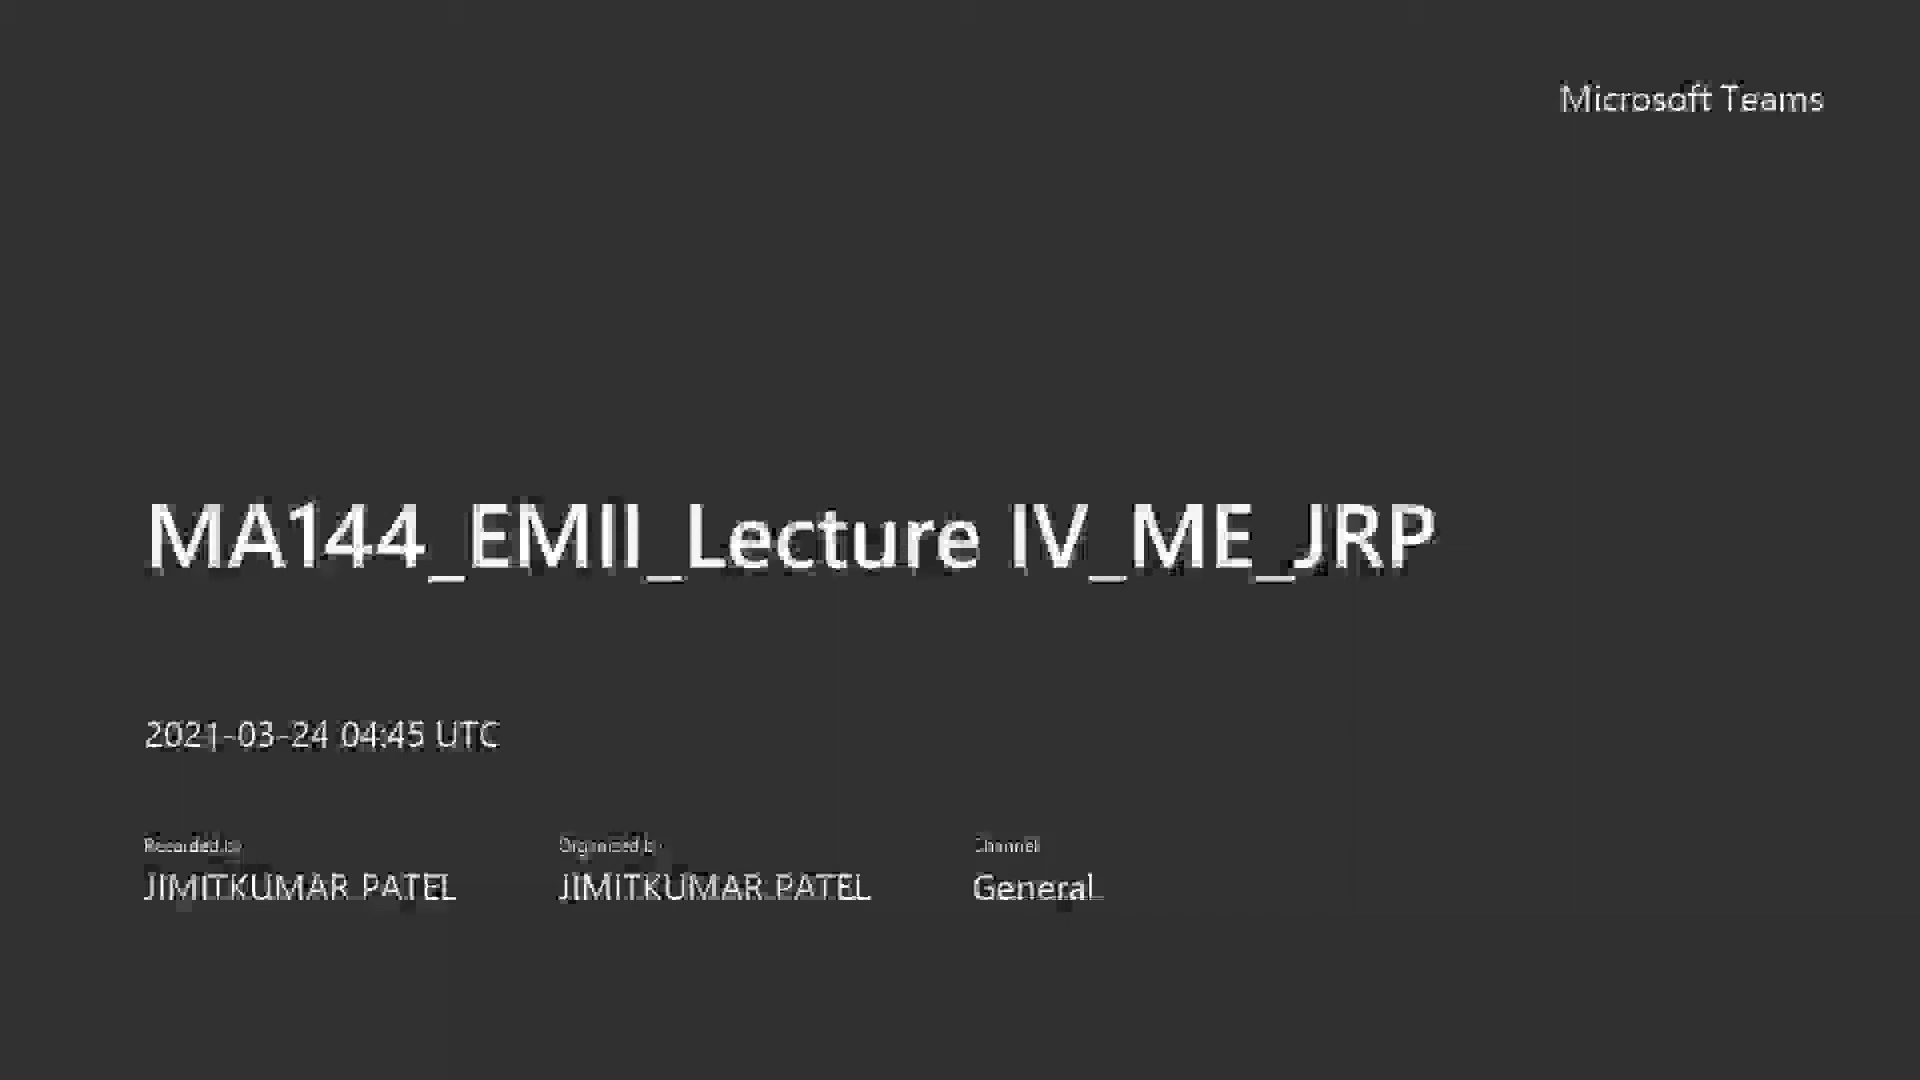 Microsoft Teams
MA144_EMII_Lecture IV_ME_JRP
2021-03-24 04:45 UTC
Recorded by
Organized by
Channel
JIMITKUMAR PATEL
JIMITKUMAR PATEL
General